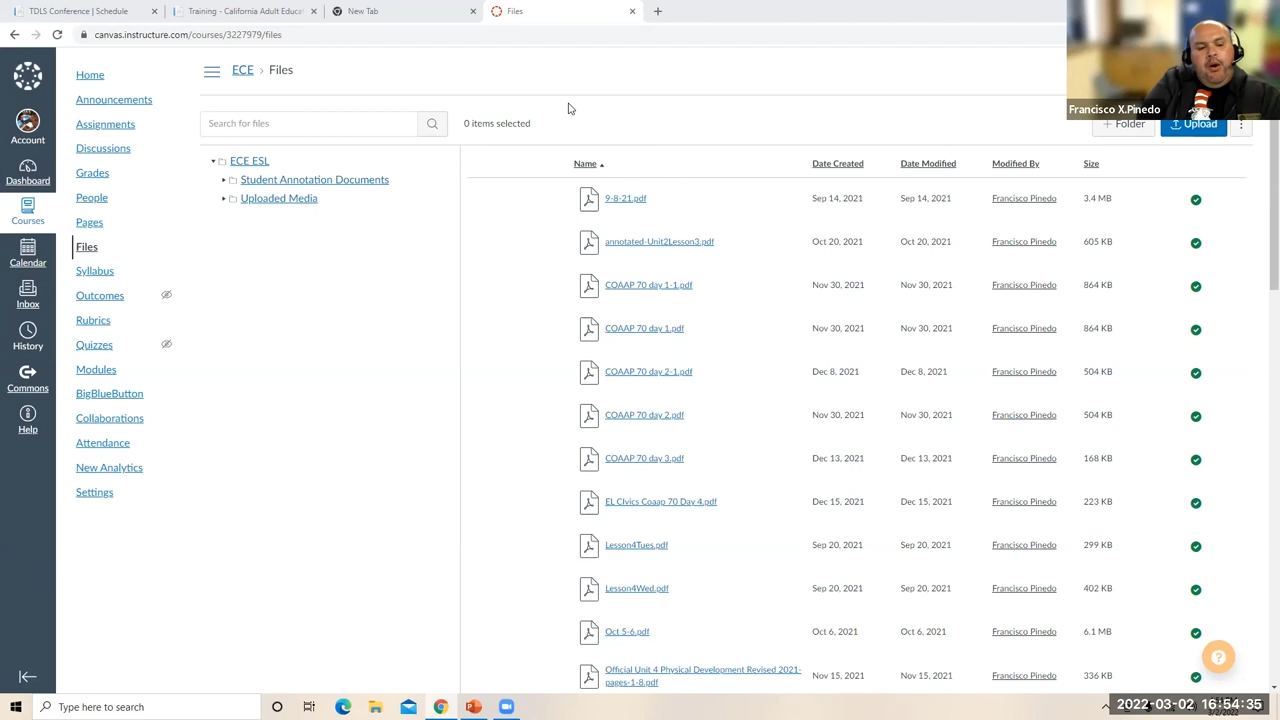 TDLS Conference | Schedule
Training - California Adult Educa
New Tab
Files
canvas.instructure.com/courses/3227979/files
Account
Dashboard
Courses
Calendar
Inbox
History
Commons
Help
Home
Announcements
Assignments
Discussions
Grades
People
Pages
Files
Syllabus
Outcomes
Rubrics
Quizzes
Modules
BigBlueButton
Collaborations
Attendance
New Analytics
Settings
ECE › Files
Search for files
0 items selected
+ Folder
Upload
Francisco X.Pinedo
ECE ESL
Student Annotation Documents
Uploaded Media
Name Date Created Date Modified Modified By Size
9-8-21.pdf Sep 14, 2021 Sep 14, 2021 Francisco Pinedo 3.4 MB
annotated-Unit2Lesson3.pdf Oct 20, 2021 Oct 20, 2021 Francisco Pinedo 605 KB
COAAP 70 day 1-1.pdf Nov 30, 2021 Nov 30, 2021 Francisco Pinedo 864 KB
COAAP 70 day 1.pdf Nov 30, 2021 Nov 30, 2021 Francisco Pinedo 864 KB
COAAP 70 day 2-1.pdf Dec 8, 2021 Dec 8, 2021 Francisco Pinedo 504 KB
COAAP 70 day 2.pdf Nov 30, 2021 Nov 30, 2021 Francisco Pinedo 504 KB
COAAP 70 day 3.pdf Dec 13, 2021 Dec 13, 2021 Francisco Pinedo 168 KB
EL CIvics Coaap 70 Day 4.pdf Dec 15, 2021 Dec 15, 2021 Francisco Pinedo 223 KB
Lesson4Tues.pdf Sep 20, 2021 Sep 20, 2021 Francisco Pinedo 299 KB
Lesson4Wed.pdf Sep 20, 2021 Sep 20, 2021 Francisco Pinedo 402 KB
Oct 5-6.pdf Oct 6, 2021 Oct 6, 2021 Francisco Pinedo 6.1 MB
Official Unit 4 Physical Development Revised 2021-
pages-1-8.pdf Nov 15, 2021 Nov 15, 2021 Francisco Pinedo 336 KB
Type here to search
2022-03-02 16:54:35